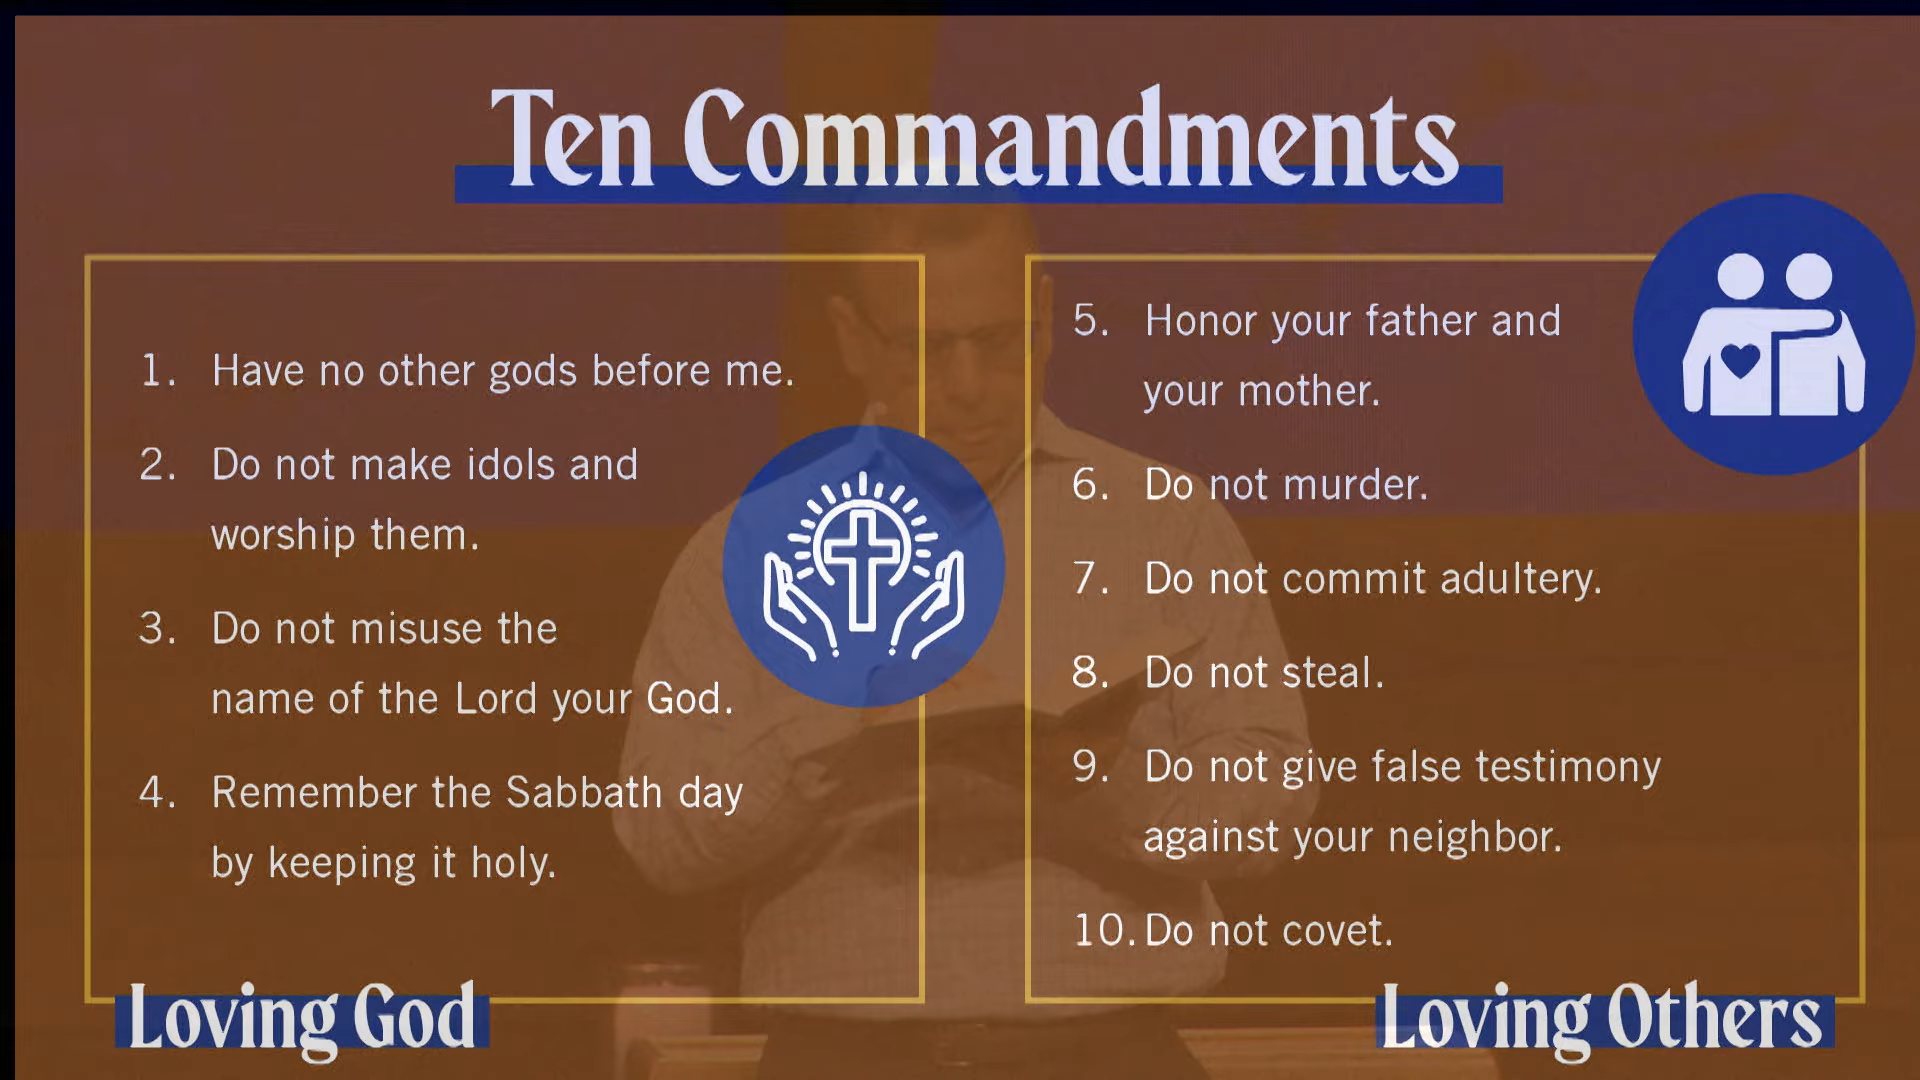 Ten Commandments
1. Have no other gods before me.
2. Do not make idols and
worship them.
3. Do not misuse the
name of the Lord your God.
4. Remember the Sabbath day
by keeping it holy.
Loving God
5. Honor your father and
your mother.
6. Do not murder.
7. Do not commit adultery.
8. Do not steal.
9. Do not give false testimony
against your neighbor.
10. Do not covet.
Loving Others